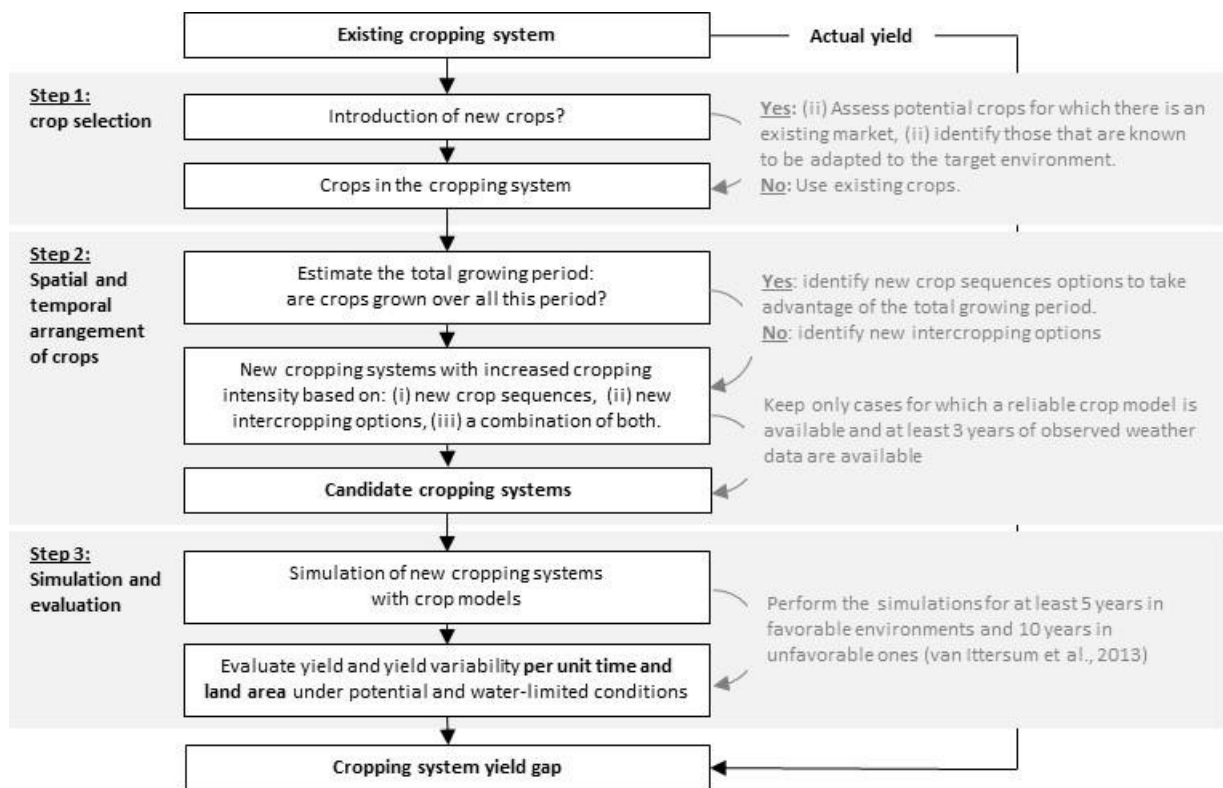 Existing cropping system
Actual yield
Step 1:
crop selection
Introduction of new crops?
Yes: (ii) Assess potential crops for which there is an
existing market, (ii) identify those that are known
to be adapted to the target environment.
No: Use existing crops.
Crops in the cropping system
Step 2:
Spatial and
temporal
arrangement
of crops
Estimate the total growing period:
are crops grown over all this period?
Yes: identify new crop sequences options to take
advantage of the total growing period.
No: identify new intercropping options
New cropping systems with increased cropping
intensity based on: (i) new crop sequences, (ii) new
intercropping options, (iii) a combination of both.
Keep only cases for which a reliable crop model is
available and at least 3 years of observed weather
data are available
Candidate cropping systems
Step 3:
Simulation and
evaluation
Simulation of new cropping systems
with crop models
Perform the simulations for at least 5 years in
favorable environments and 10 years in
unfavorable ones (van Ittersum et al., 2013)
Evaluate yield and yield variability per unit time and
land area under potential and water-limited conditions
Cropping system yield gap